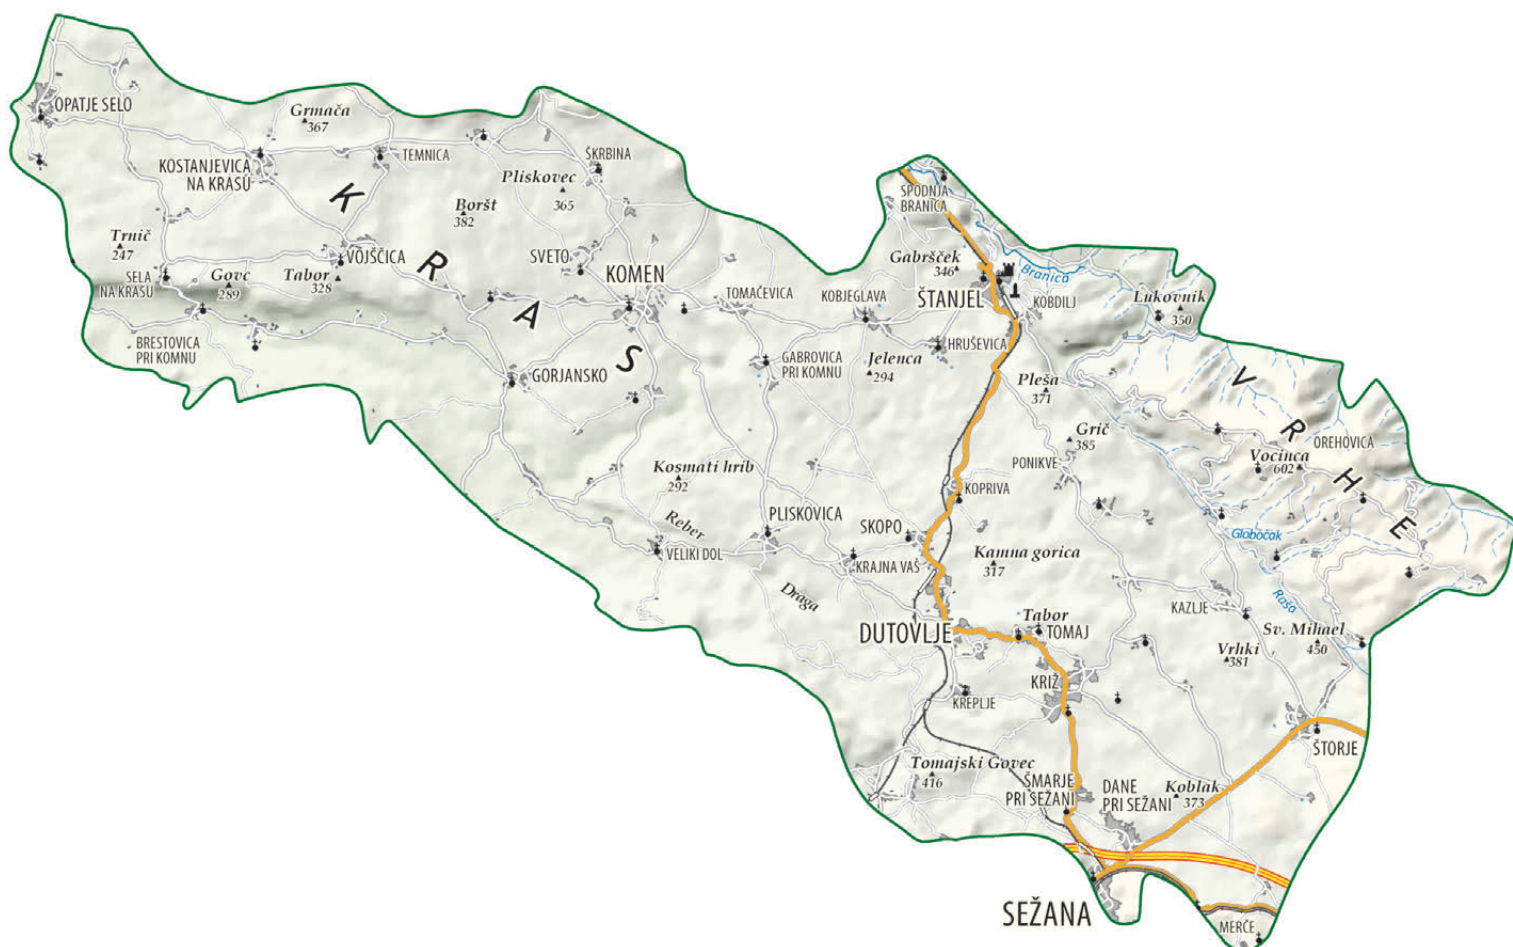 OPATJE SELO
Grmača
367
KOSTANJEVICA
NA KRASU
TEMNICA
ŠKRBINA
Pliskovec
365
Boršt
382
Trnič
247
SELA
NA KRASU
Govc
289
Tabor
328
VOJŠČICA
SVETO
KOMEN
TOMAČEVICA
KOBJEGLAVA
SPODNJA
BRANICA
Gabršček
346
Branica
ŠTANJEL
KOBDILJ
Lukovnik
350
BRESTOVICA
PRI KOMNU
GORJANSKO
K R A S
GABROVICA
PRI KOMNU
Jelenca
294
HRUŠEVICA
Pleša
371
V R H E
Grič
385
OREHOVICA
Vočinca
602
PONIKVE
Kosmati hrib
292
KOPRIVA
Reber
PLISKOVICA
SKOPO
VELIKI DOL
KRAJNA VAŠ
Kamna gorica
317
Globočak
Raša
Draga
KAZLJE
DUTOVLJE
Tabor
TOMAJ
Sv. Mihael
450
Vrhki
381
KRIŽ
KREPLJE
ŠTORJE
Tomajski Govec
416
ŠMARJE
PRI SEŽANI
DANE
PRI SEŽANI
Koblak
373
SEŽANA
MERČE